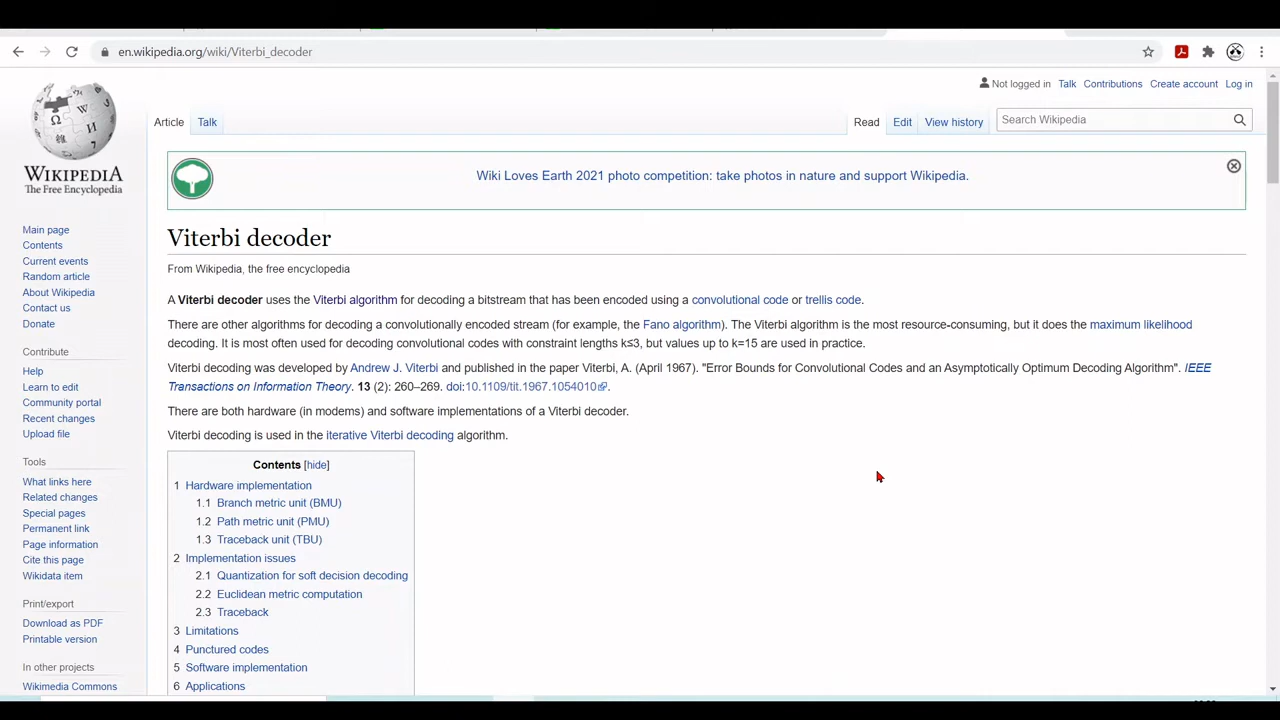 en.wikipedia.org/wiki/Viterbi_decoder
Not logged in Talk Contributions Create account Log in
Article Talk Read Edit View history Search Wikipedia
WIKIPEDIA
The Free Encyclopedia
Wiki Loves Earth 2021 photo competition: take photos in nature and support Wikipedia.
Main page
Contents
Current events
Random article
About Wikipedia
Contact us
Donate
Contribute
Help
Learn to edit
Community portal
Recent changes
Upload file
Tools
What links here
Related changes
Special pages
Permanent link
Page information
Cite this page
Wikidata item
Print/export
Download as PDF
Printable version
In other projects
Wikimedia Commons
Viterbi decoder
From Wikipedia, the free encyclopedia
A Viterbi decoder uses the Viterbi algorithm for decoding a bitstream that has been encoded using a convolutional code or trellis code.
There are other algorithms for decoding a convolutionally encoded stream (for example, the Fano algorithm). The Viterbi algorithm is the most resource-consuming, but it does the maximum likelihood
decoding. It is most often used for decoding convolutional codes with constraint lengths k≤3, but values up to k=15 are used in practice.
Viterbi decoding was developed by Andrew J. Viterbi and published in the paper Viterbi, A. (April 1967). "Error Bounds for Convolutional Codes and an Asymptotically Optimum Decoding Algorithm". IEEE
Transactions on Information Theory. 13 (2): 260–269. doi:10.1109/tit.1967.1054010.
There are both hardware (in modems) and software implementations of a Viterbi decoder.
Viterbi decoding is used in the iterative Viterbi decoding algorithm.
Contents [hide]
1 Hardware implementation
1.1 Branch metric unit (BMU)
1.2 Path metric unit (PMU)
1.3 Traceback unit (TBU)
2 Implementation issues
2.1 Quantization for soft decision decoding
2.2 Euclidean metric computation
2.3 Traceback
3 Limitations
4 Punctured codes
5 Software implementation
6 Applications